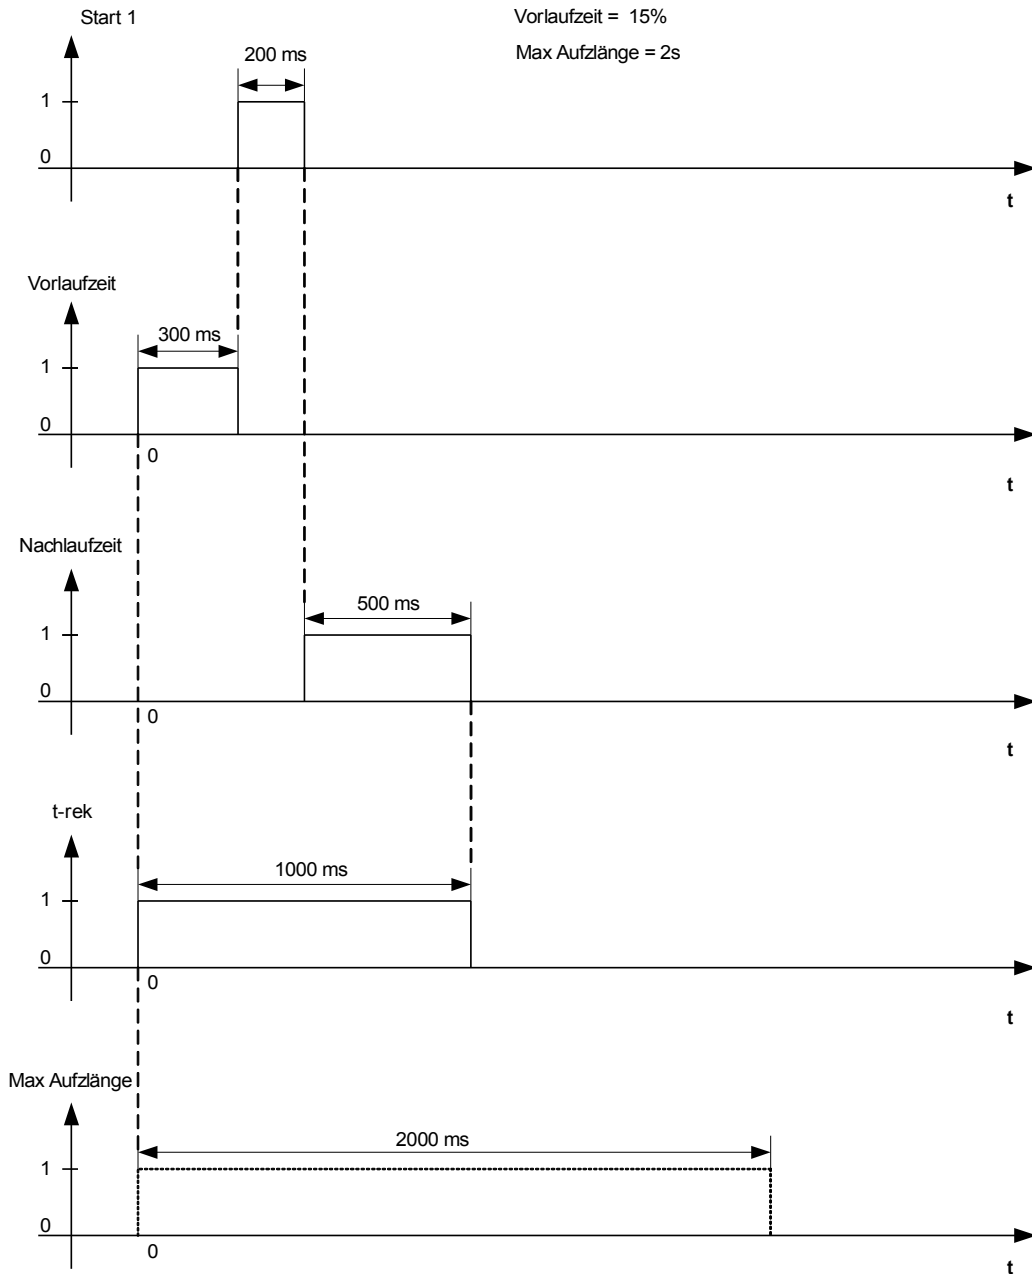 Start 1
Vorlaufzeit = 15%
Max Aufzlänge = 2s
200 ms
1
0
t
Vorlaufzeit
300 ms
1
0
0
t
Nachlaufzeit
500 ms
1
0
0
t
t-rek
1000 ms
1
0
0
t
Max Aufzlänge
2000 ms
1
0
0
t